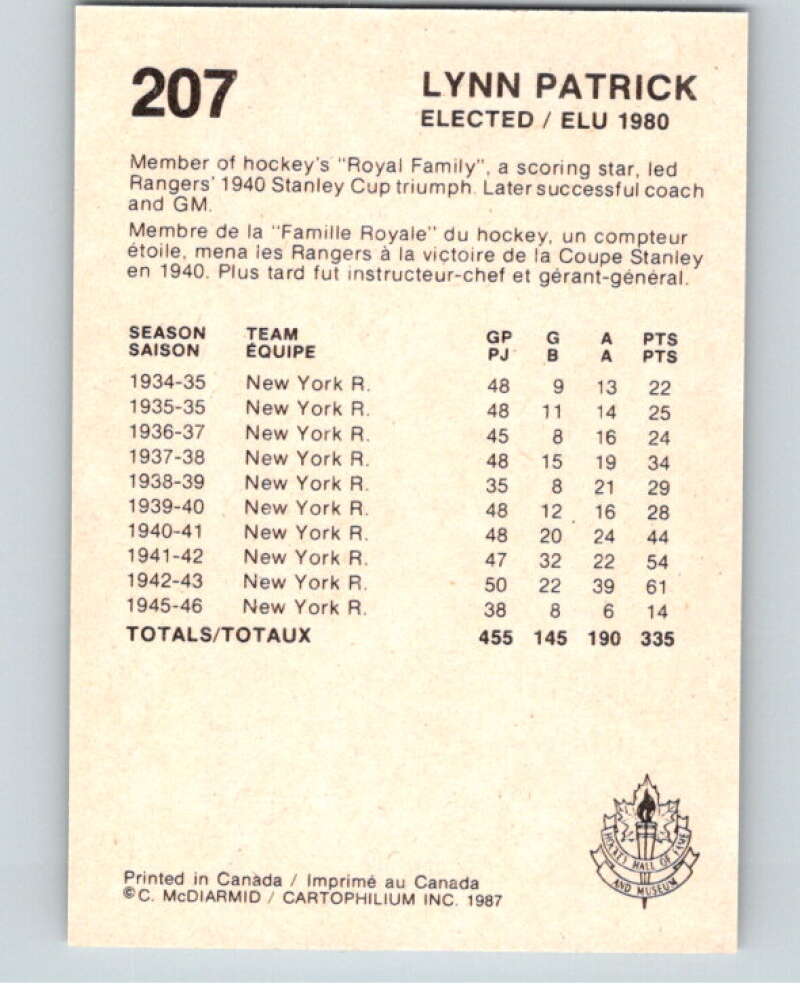 207
LYNN PATRICK
ELECTED / ELU 1980
Member of hockey's "Royal Family", a scoring star, led
Rangers' 1940 Stanley Cup triumph. Later successful coach
and GM.
Membre de la "Famille Royale" du hockey, un compteur
étoile, mena les Rangers à la victoire de la Coupe Stanley
en 1940. Plus tard fut instructeur-chef et gérant-général.
SEASON TEAM GP G A PTS
SAISON ÉQUIPE PJ B A PTS
1934-35 New York R. 48 9 13 22
1935-35 New York R. 48 11 14 25
1936-37 New York R. 45 8 16 24
1937-38 New York R. 48 15 19 34
1938-39 New York R. 35 8 21 29
1939-40 New York R. 48 12 16 28
1940-41 New York R. 48 20 24 44
1941-42 New York R. 47 32 22 54
1942-43 New York R. 50 22 39 61
1945-46 New York R. 38 8 6 14
TOTALS/TOTAUX 455 145 190 335
HOCKEY HALL OF FAME
AND MUSEUM
Printed in Canada / Imprimé au Canada
©C. McDIARMID / CARTOPHILIUM INC. 1987